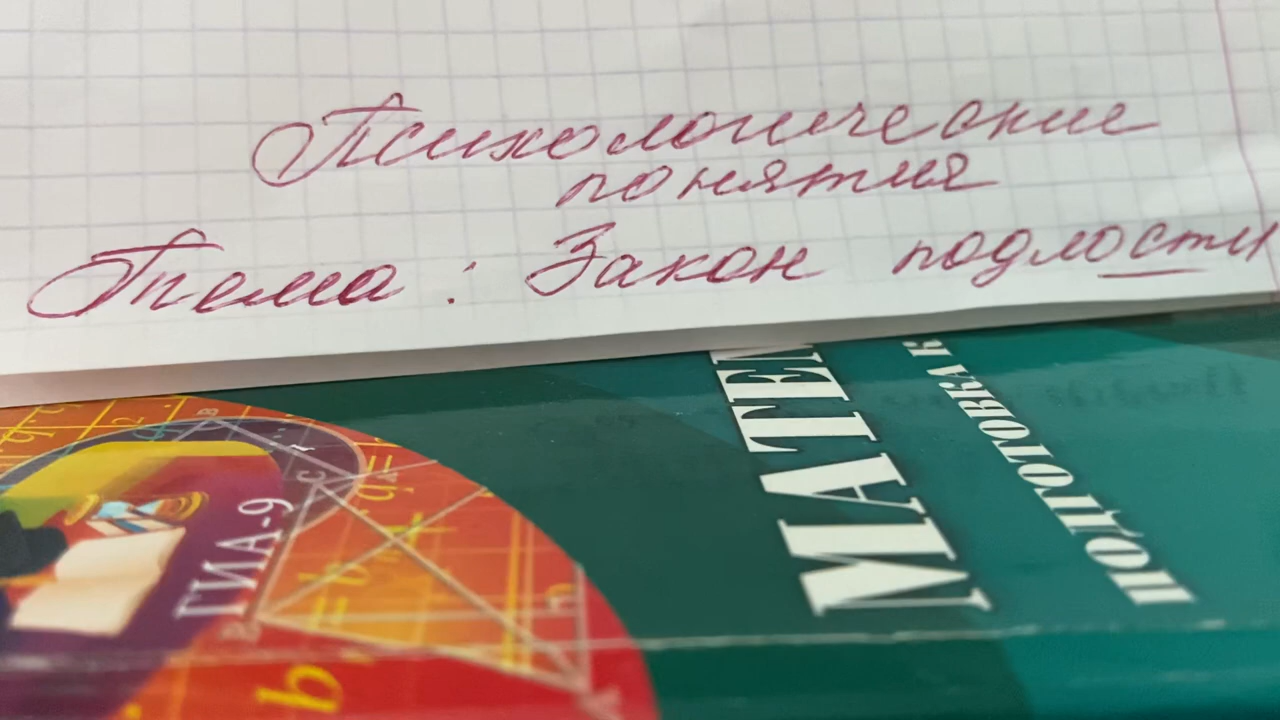 Психологические
понятия
Тема: Закон подлости
МАТЕМ
ПОДГОТОВКА К
ГИА-9